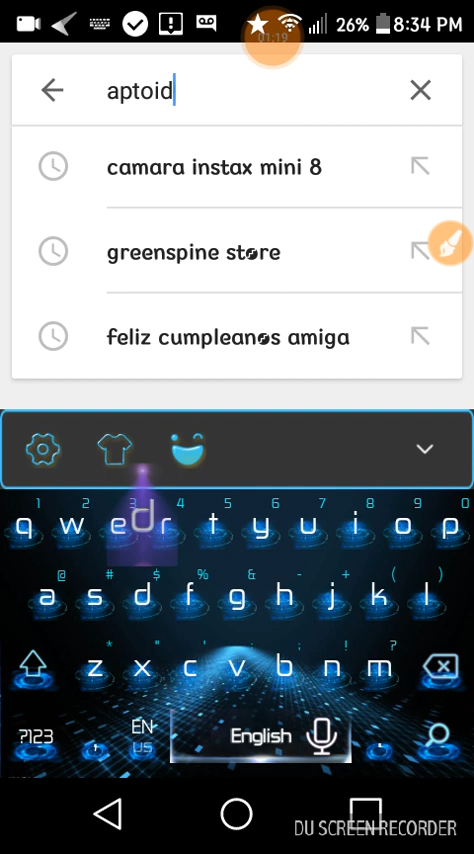 26% 8:34 PM
01:19
aptoid
camara instax mini 8
greenspine store
feliz cumpleanos amiga
1 2 3 4 5 6 7 8 9 0
q w e d r t y u i o p
@ # $ % & - + ( )
a s d f g h j k l
* " ' : ; ! ?
z x c v b n m
?123 , EN US English .
DU SCREEN RECORDER